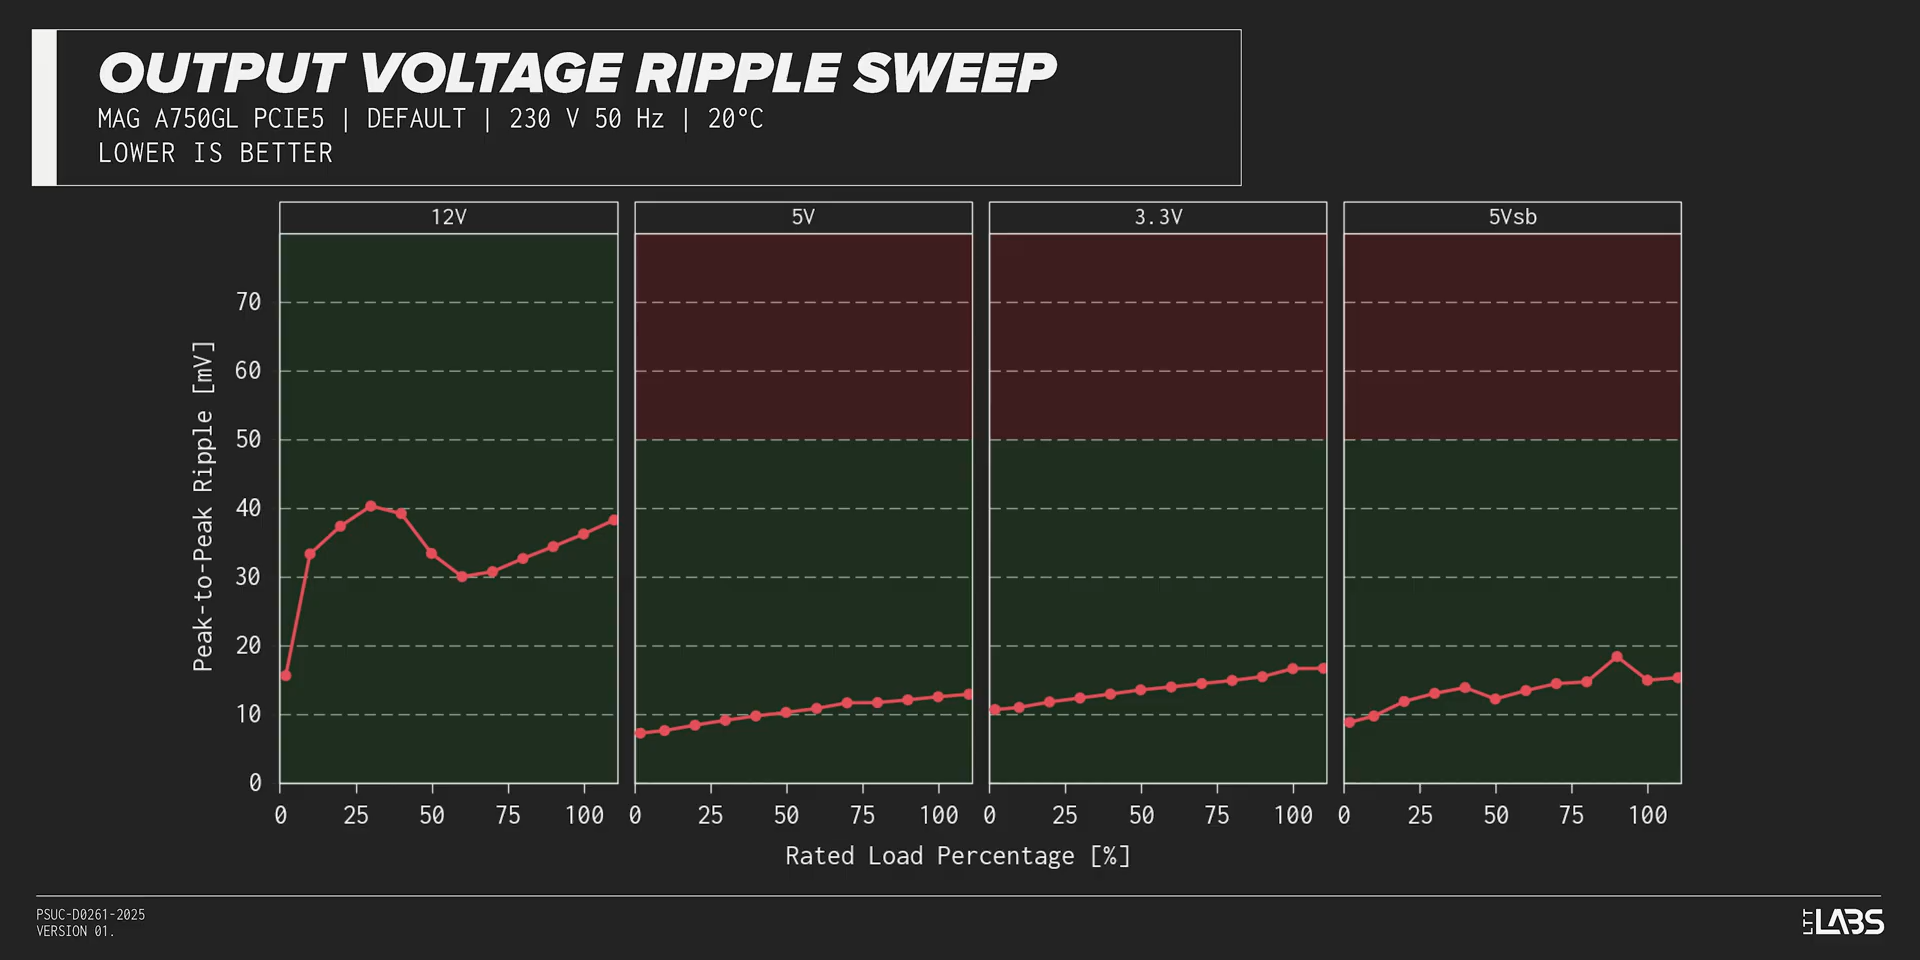 OUTPUT VOLTAGE RIPPLE SWEEP
MAG A750GL PCIE5 | DEFAULT | 230 V 50 Hz | 20°C
LOWER IS BETTER
12V 5V 3.3V 5Vsb
Peak-to-Peak Ripple [mV]
70
60
50
40
30
20
10
0
0 25 50 75 100 0 25 50 75 100 0 25 50 75 100 0 25 50 75 100
Rated Load Percentage [%]
PSUC-D0261-2025
VERSION 01.
LTT LABS